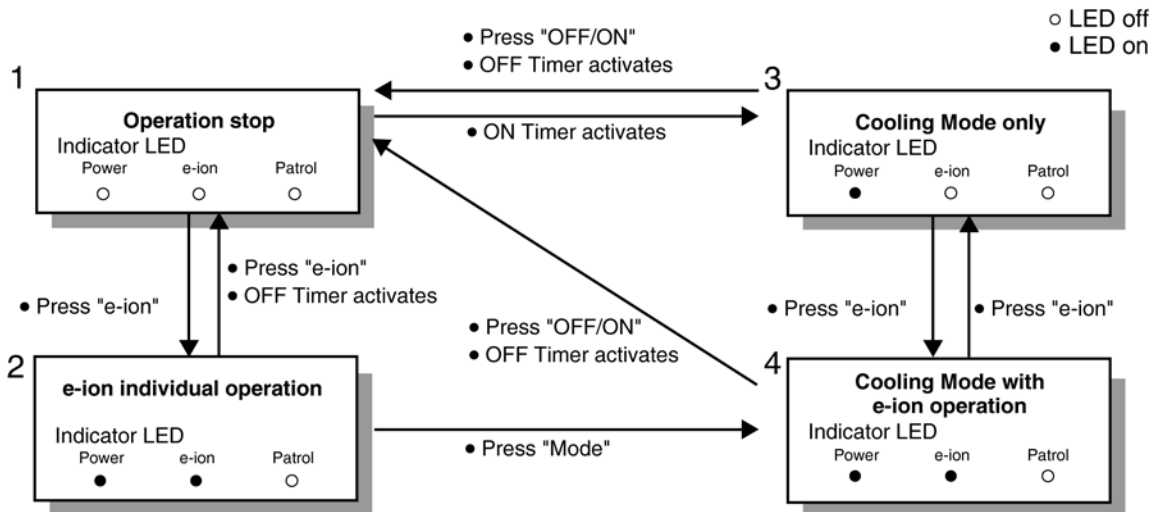 ○ LED off
● LED on
● Press "OFF/ON"
● OFF Timer activates
● ON Timer activates
1
Operation stop
Indicator LED
Power e-ion Patrol
3
Cooling Mode only
Indicator LED
Power e-ion Patrol
● Press "e-ion"
● Press "e-ion"
● OFF Timer activates
● Press "OFF/ON"
● OFF Timer activates
● Press "e-ion"
● Press "e-ion"
2
e-ion individual operation
Indicator LED
Power e-ion Patrol
● Press "Mode"
4
Cooling Mode with
e-ion operation
Indicator LED
Power e-ion Patrol